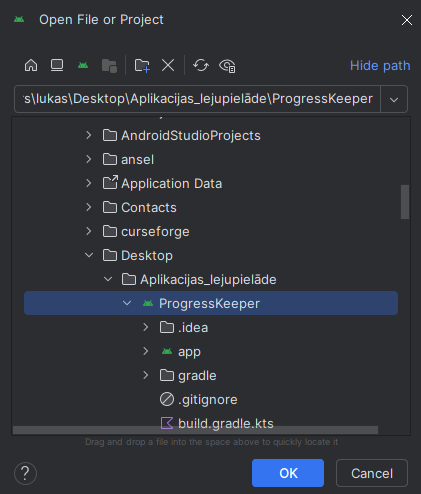 Open File or Project
Hide path
s\lukas\Desktop\Aplikacijas_lejupielāde\ProgressKeeper
AndroidStudioProjects
ansel
Application Data
Contacts
curseforge
Desktop
Aplikacijas_lejupielāde
ProgressKeeper
.idea
app
gradle
.gitignore
build.gradle.kts
Drag and drop a file into the space above to quickly locate it
?
OK
Cancel